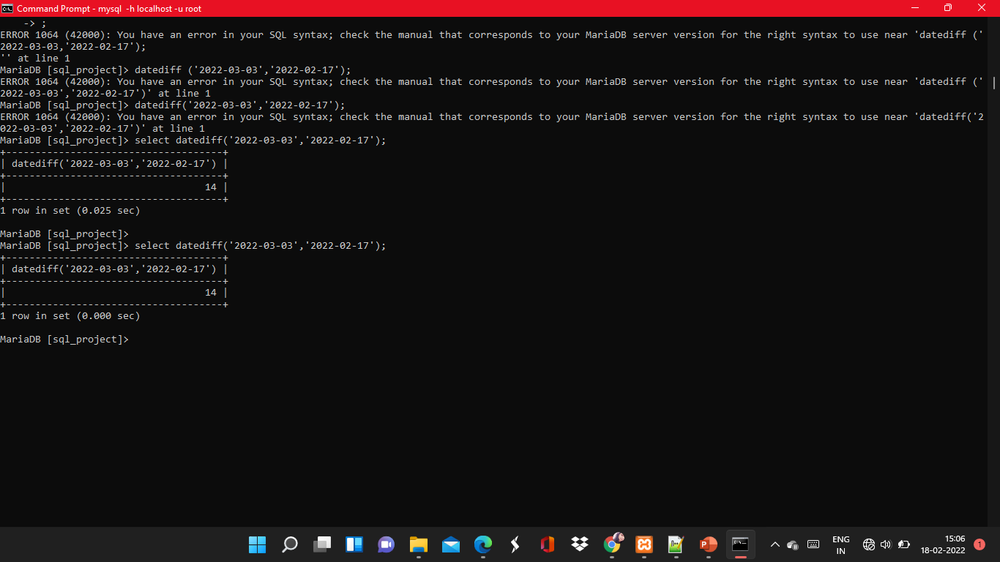 Command Prompt - mysql -h localhost -u root
-> ;
ERROR 1064 (42000): You have an error in your SQL syntax; check the manual that corresponds to your MariaDB server version for the right syntax to use near 'datediff ('
2022-03-03,'2022-02-17');
'' at line 1
MariaDB [sql_project]> datediff ('2022-03-03','2022-02-17');
ERROR 1064 (42000): You have an error in your SQL syntax; check the manual that corresponds to your MariaDB server version for the right syntax to use near 'datediff ('
2022-03-03','2022-02-17')' at line 1
MariaDB [sql_project]> datediff('2022-03-03','2022-02-17');
ERROR 1064 (42000): You have an error in your SQL syntax; check the manual that corresponds to your MariaDB server version for the right syntax to use near 'datediff('2
022-03-03','2022-02-17')' at line 1
MariaDB [sql_project]> select datediff('2022-03-03','2022-02-17');
+-------------------------------------+
| datediff('2022-03-03','2022-02-17') |
+-------------------------------------+
|                                  14 |
+-------------------------------------+
1 row in set (0.025 sec)
MariaDB [sql_project]>
MariaDB [sql_project]> select datediff('2022-03-03','2022-02-17');
+-------------------------------------+
| datediff('2022-03-03','2022-02-17') |
+-------------------------------------+
|                                  14 |
+-------------------------------------+
1 row in set (0.000 sec)
MariaDB [sql_project]>
ENG
IN
15:06
18-02-2022
1